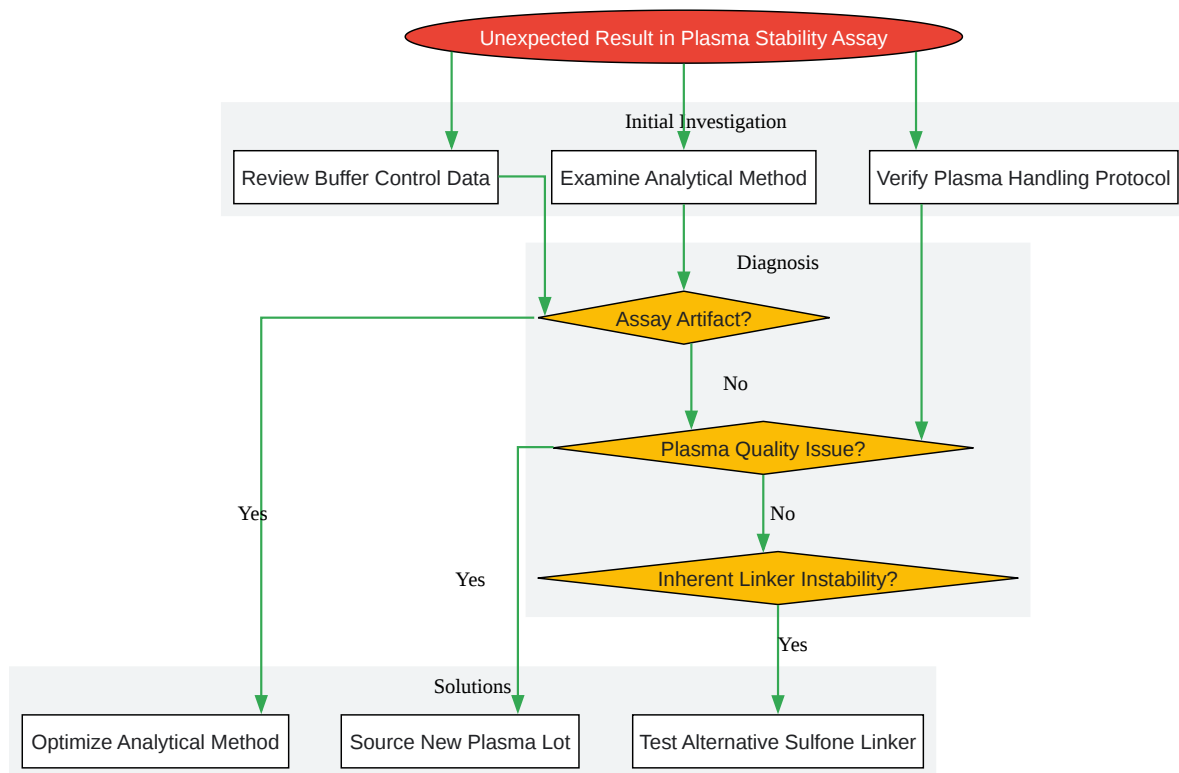 Unexpected Result in Plasma Stability Assay
Initial Investigation
Review Buffer Control Data
Examine Analytical Method
Verify Plasma Handling Protocol
Diagnosis
Assay Artifact?
No
Plasma Quality Issue?
Yes
No
Inherent Linker Instability?
Yes
Yes
Solutions
Optimize Analytical Method
Source New Plasma Lot
Test Alternative Sulfone Linker